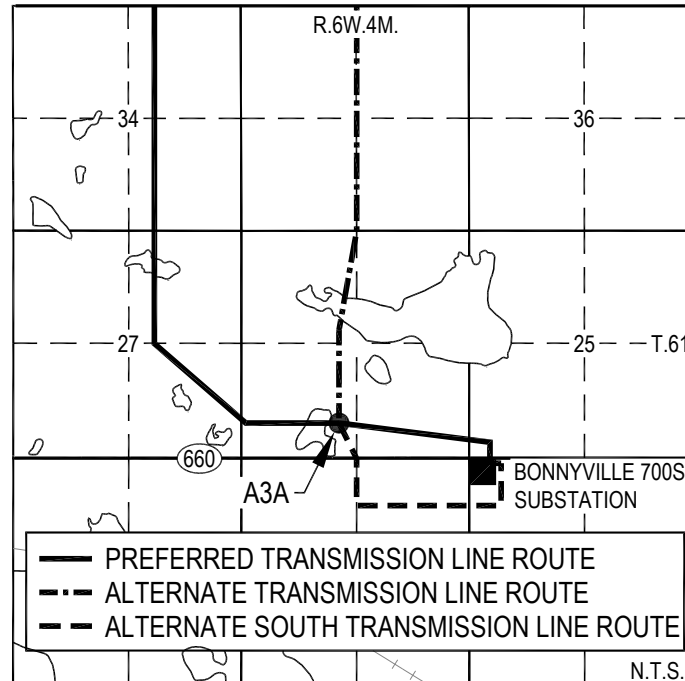 R.6W.4M.
34
36
27
25
T.61
660
A3A
BONNYVILLE 700S
SUBSTATION
PREFERRED TRANSMISSION LINE ROUTE
ALTERNATE TRANSMISSION LINE ROUTE
ALTERNATE SOUTH TRANSMISSION LINE ROUTE
N.T.S.